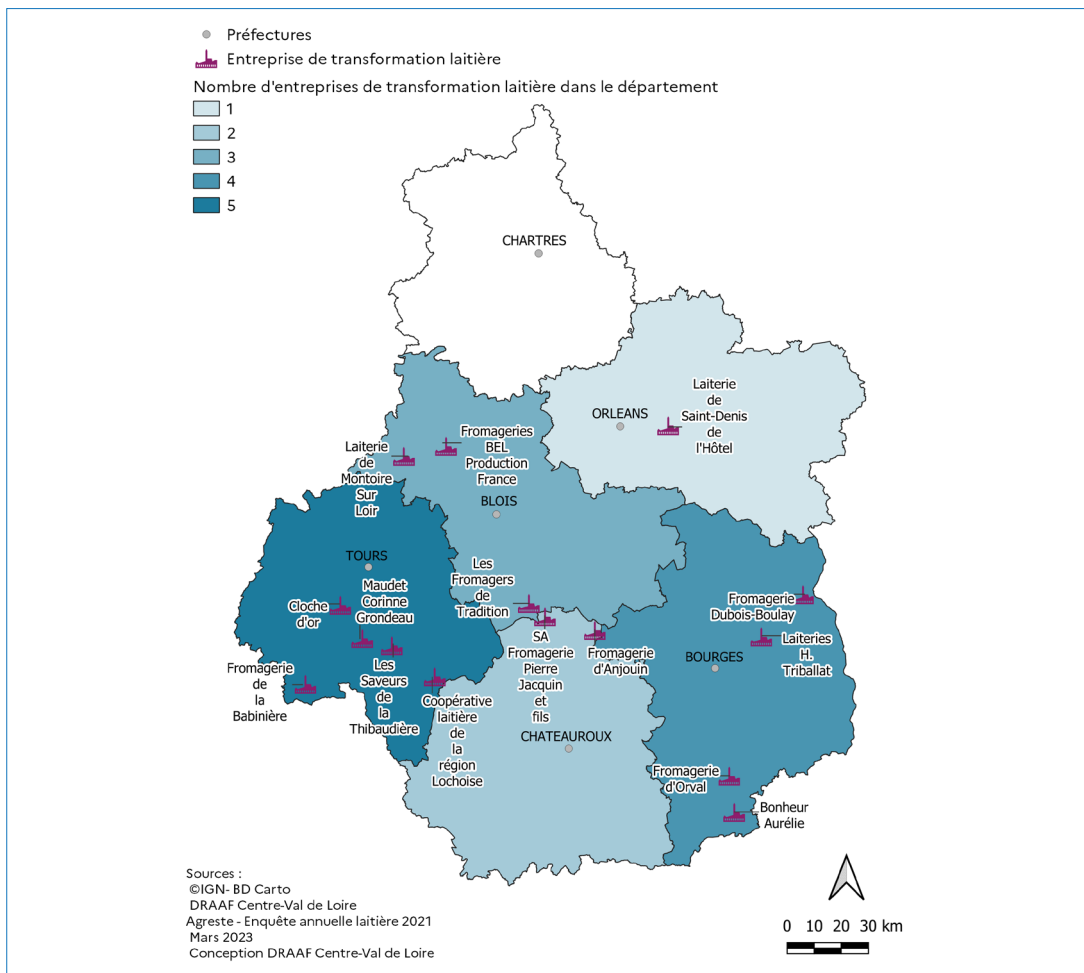 Préfectures
Entreprise de transformation laitière
Nombre d'entreprises de transformation laitière dans le département
1
2
3
4
5
CHARTRES
ORLEANS
Laiterie
de
Saint-Denis
de
l'Hôtel
Laiterie
de
Montoire
Sur
Loir
Fromageries
BEL
Production
France
BLOIS
TOURS
Cloche
d'or
Maudet
Corinne
Grondeau
Les
Fromagers
de
Tradition
Fromagerie
Dubois-Boulay
Laiteries
H.
Triballat
BOURGES
Fromagerie
de
la
Babinière
Les
Saveurs
de
la
Thibaudière
Coopérative
laitière
de
la
région
Lochoise
SA
Fromagerie
Pierre
Jacquin
et
fils
Fromagerie
d'Anjouin
CHATEAUROUX
Fromagerie
d'Orval
Bonheur
Aurélie
Sources :
©IGN- BD Carto
DRAAF Centre-Val de Loire
Agreste - Enquête annuelle laitière 2021
Mars 2023
Conception DRAAF Centre-Val de Loire
0 10 20 30 km